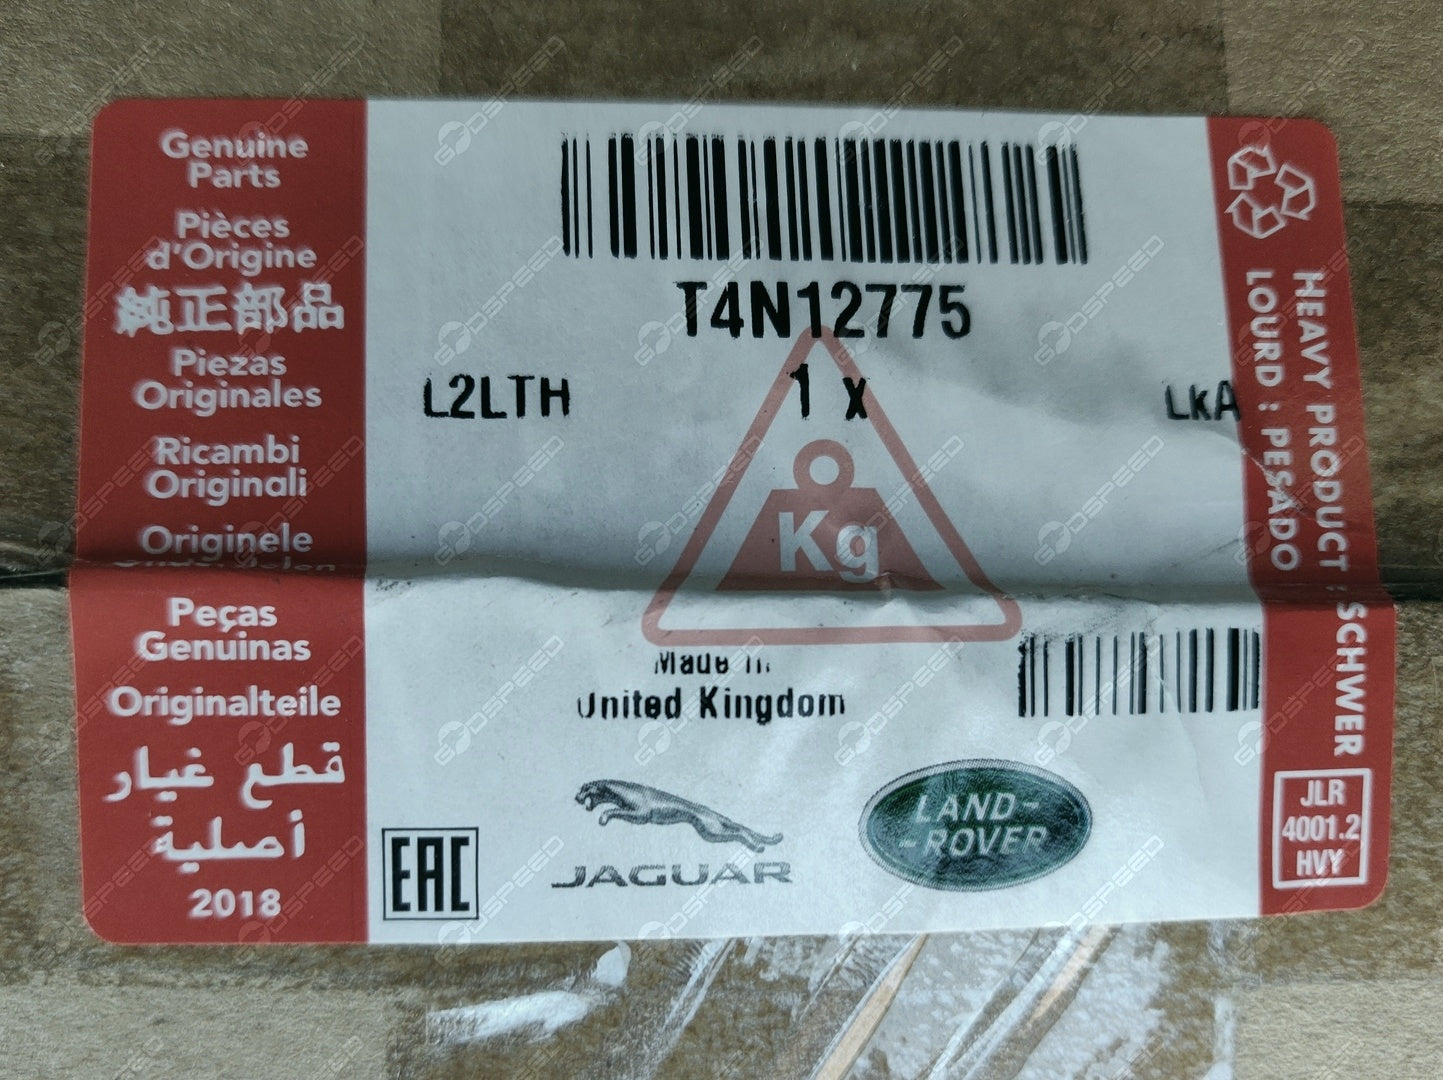 Genuine
Parts
Pièces
d'Origine
純正部品
Piezas
Originales
Ricambi
Originali
Originele
Onderdelen
Peças
Genuinas
Originalteile
قطع غيار
أصلية
2018
T4N12775
L2LTH
1 x
LkA
Kg
Made in
United Kingdom
EAC
JAGUAR
LAND-
-ROVER
HEAVY PRODUCT : SCHWER
LOURD : PESADO
JLR
4001.2
HVY
GODSPEED